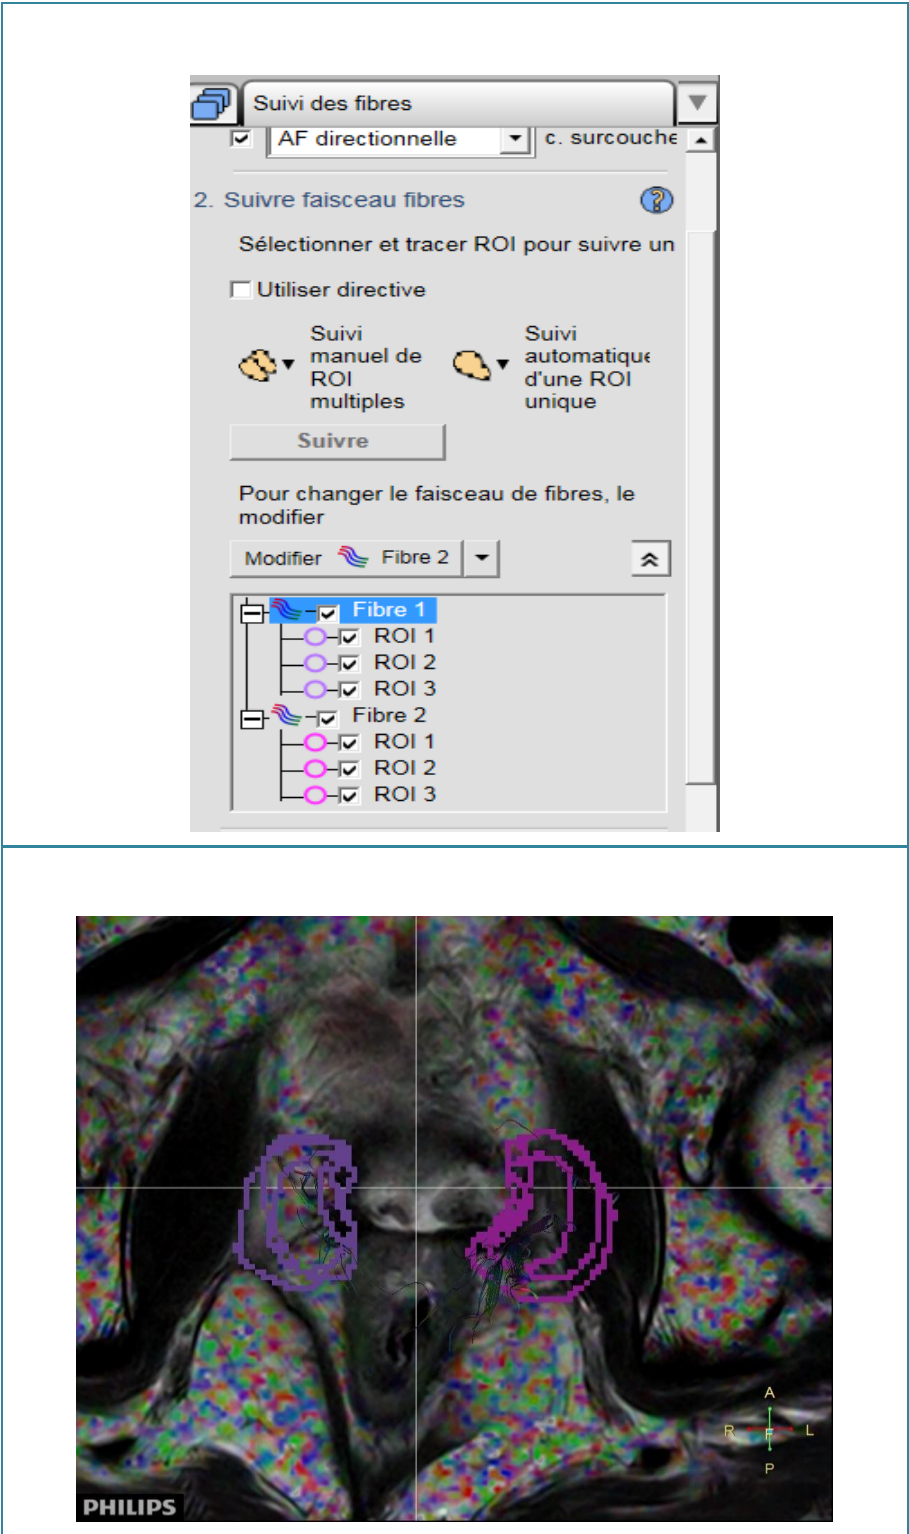 Suivi des fibres
AF directionnelle
c. surcouche
2. Suivre faisceau fibres
Sélectionner et tracer ROI pour suivre un
Utiliser directive
Suivi
manuel de
ROI
multiples
Suivi
automatique
d'une ROI
unique
Suivre
Pour changer le faisceau de fibres, le
modifier
Modifier Fibre 2
Fibre 1
ROI 1
ROI 2
ROI 3
Fibre 2
ROI 1
ROI 2
ROI 3
A
R F L
P
PHILIPS